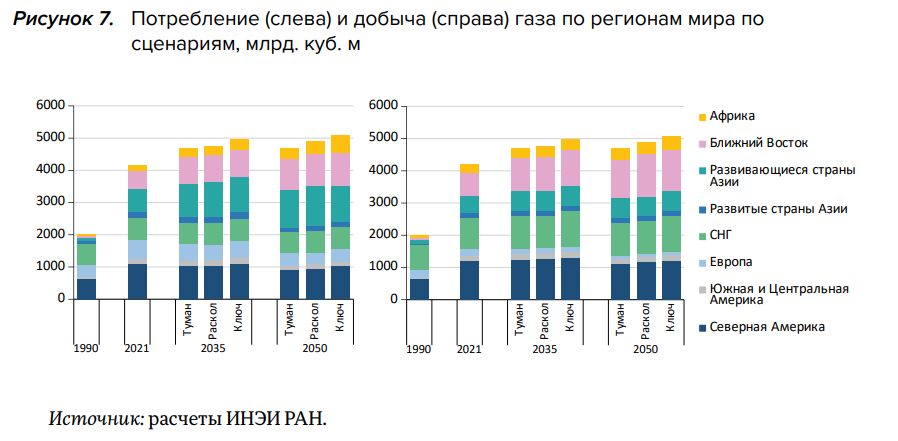 Рисунок 7. Потребление (слева) и добыча (справа) газа по регионам мира по
сценариям, млрд. куб. м
6000
5000
4000
3000
2000
1000
0
Туман
Раскол
Ключ
Туман
Раскол
Ключ
1990
2021
2035
2050
6000
5000
4000
3000
2000
1000
0
Туман
Раскол
Ключ
Туман
Раскол
Ключ
1990
2021
2035
2050
Африка
Ближний Восток
Развивающиеся страны
Азии
Развитые страны Азии
СНГ
Европа
Южная и Центральная
Америка
Северная Америка
Источник: расчеты ИНЭИ РАН.